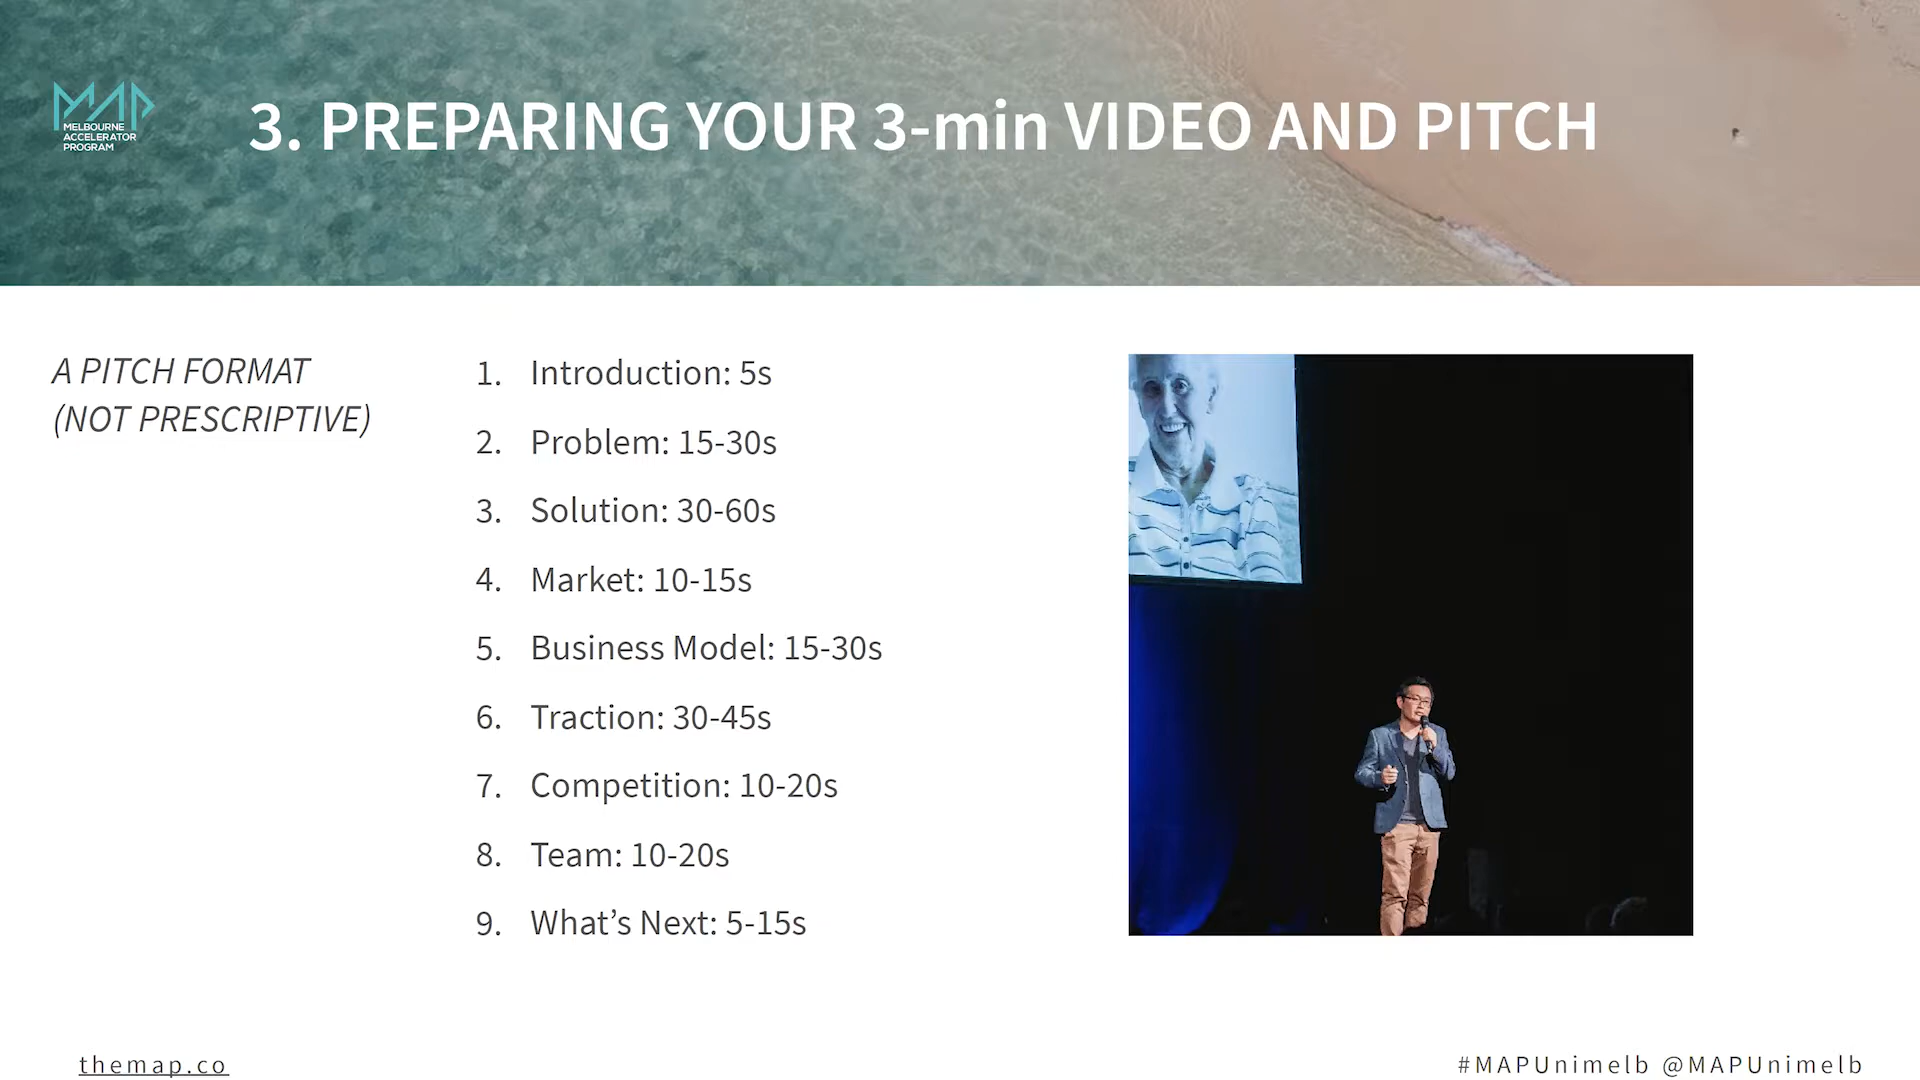 MAP
MELBOURNE
ACCELERATOR
PROGRAM
3. PREPARING YOUR 3-min VIDEO AND PITCH
A PITCH FORMAT
(NOT PRESCRIPTIVE)
1. Introduction: 5s
2. Problem: 15-30s
3. Solution: 30-60s
4. Market: 10-15s
5. Business Model: 15-30s
6. Traction: 30-45s
7. Competition: 10-20s
8. Team: 10-20s
9. What’s Next: 5-15s
themap.co
#MAPUnimelb @MAPUnimelb